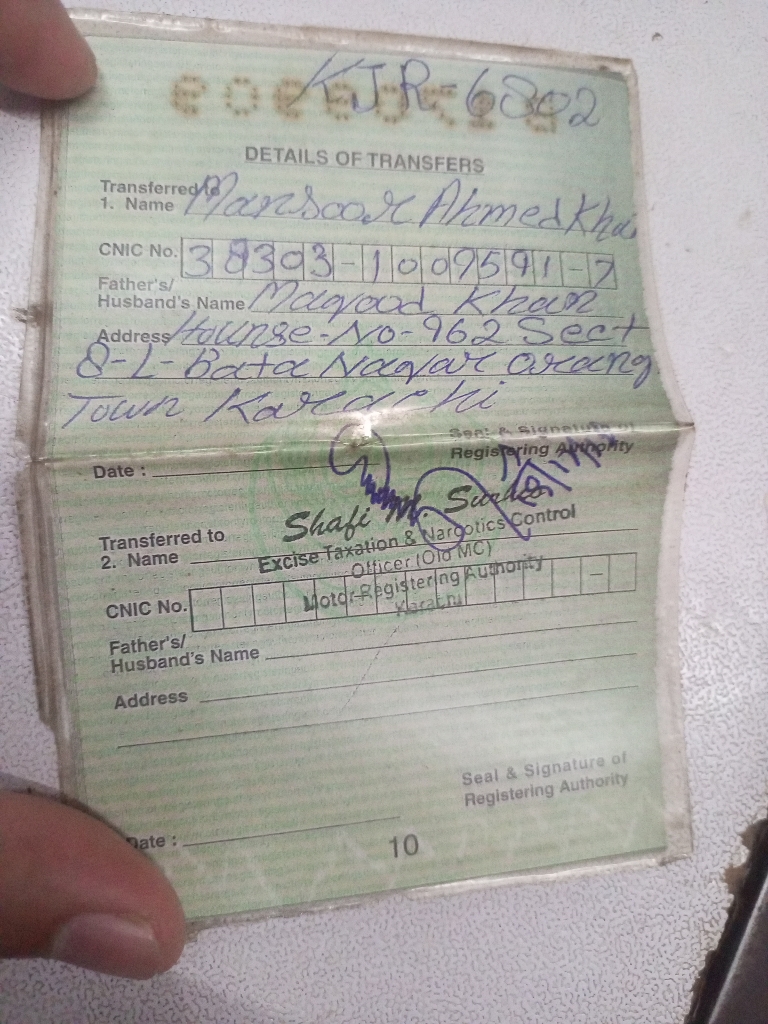 KJR-6802
DETAILS OF TRANSFERS
Transferred to
1. Name Mansoor Ahmed Khan
CNIC No. 38303-1009591-7
Father's/
Husband's Name Maqsood Khan
Address Hounse-No-962 Sect
8-L-Bata Nagar orang
Town Karachi
Seal & Signature of
Registering Authority
Date :
Shafi M.
Transferred to
2. Name
Excise Taxation & Narcotics Control
Officer (Old MC)
CNIC No. -
Motor Registering Authority
Karachi
Father's/
Husband's Name
Address
Seal & Signature of
Registering Authority
Date :
10